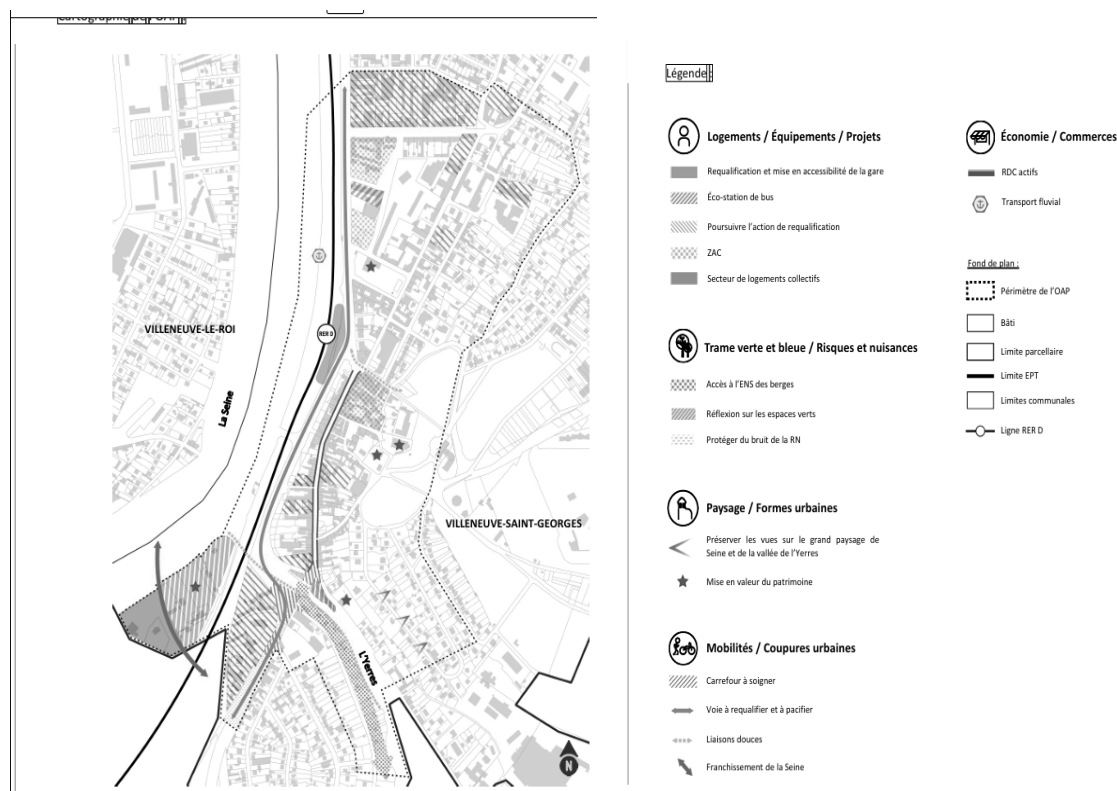 Cartographie de l'OAP
VILLENEUVE-LE-ROI
La Seine
RER D
VILLENEUVE-SAINT-GEORGES
L'Yerres
N
Légende :
Logements / Équipements / Projets
Requalification et mise en accessibilité de la gare
Éco-station de bus
Poursuivre l'action de requalification
ZAC
Secteur de logements collectifs
Trame verte et bleue / Risques et nuisances
Accès à l'ENS des berges
Réflexion sur les espaces verts
Protéger du bruit de la RN
Paysage / Formes urbaines
Préserver les vues sur le grand paysage de
Seine et de la vallée de l'Yerres
Mise en valeur du patrimoine
Mobilités / Coupures urbaines
Carrefour à soigner
Voie à requalifier et à pacifier
Liaisons douces
Franchissement de la Seine
Économie / Commerces
RDC actifs
Transport fluvial
Fond de plan :
Périmètre de l'OAP
Bâti
Limite parcellaire
Limite EPT
Limites communales
Ligne RER D